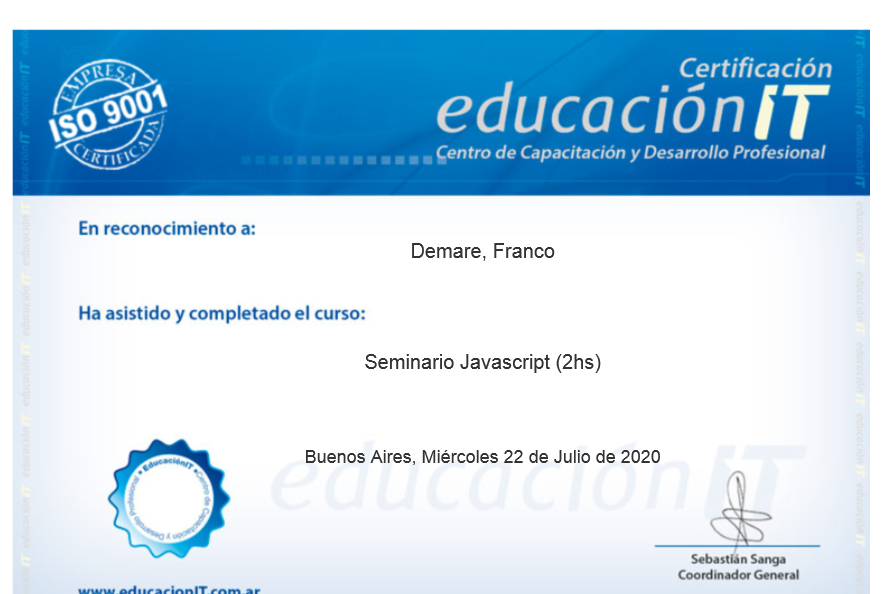 EMPRESA
ISO 9001
CERTIFICADA
Certificación
educaciónIT
Centro de Capacitación y Desarrollo Profesional
En reconocimiento a:
Demare, Franco
Ha asistido y completado el curso:
Seminario Javascript (2hs)
Buenos Aires, Miércoles 22 de Julio de 2020
educaciónIT
EducaciónIT • Centro de Capacitación y Desarrollo Profesional •
Sebastián Sanga
Coordinador General
www.educacionIT.com.ar